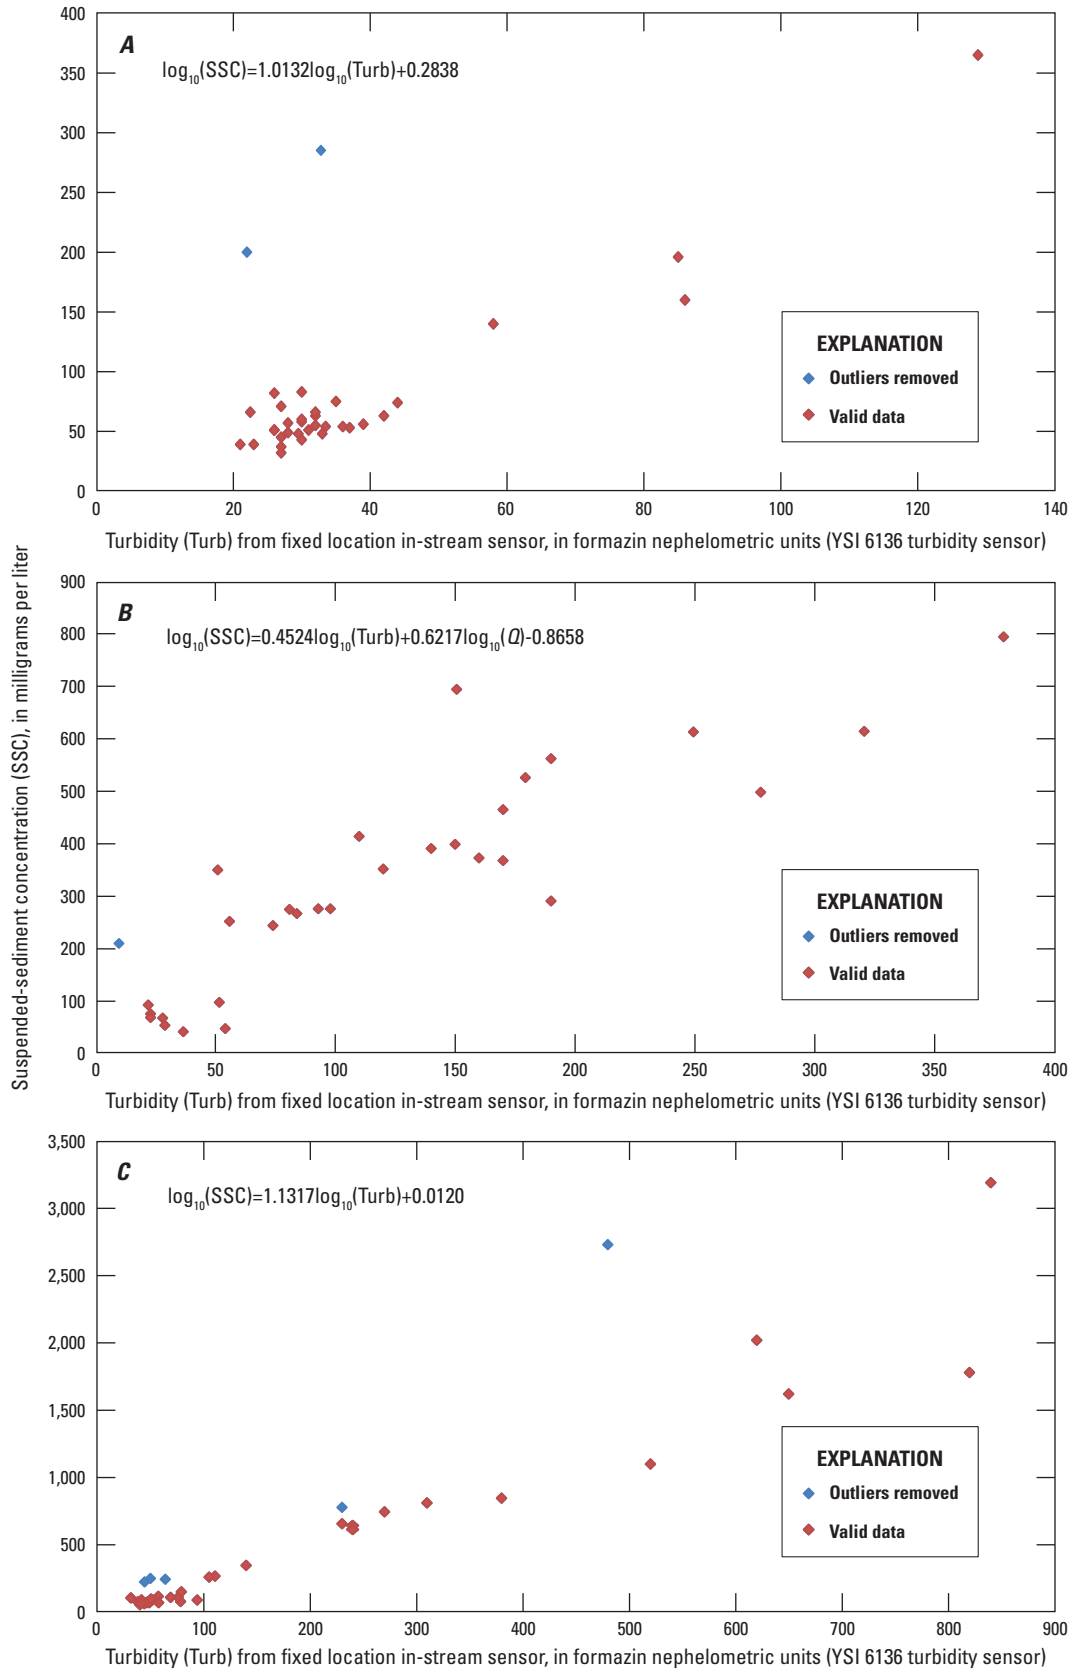 Suspended-sediment concentration (SSC), in milligrams per liter
400
350
300
250
200
150
100
50
0
A
log10(SSC)=1.0132log10(Turb)+0.2838
EXPLANATION
Outliers removed
Valid data
0 20 40 60 80 100 120 140
Turbidity (Turb) from fixed location in-stream sensor, in formazin nephelometric units (YSI 6136 turbidity sensor)
900
800
700
600
500
400
300
200
100
0
B
log10(SSC)=0.4524log10(Turb)+0.6217log10(Q)-0.8658
EXPLANATION
Outliers removed
Valid data
0 50 100 150 200 250 300 350 400
Turbidity (Turb) from fixed location in-stream sensor, in formazin nephelometric units (YSI 6136 turbidity sensor)
3,500
3,000
2,500
2,000
1,500
1,000
500
0
C
log10(SSC)=1.1317log10(Turb)+0.0120
EXPLANATION
Outliers removed
Valid data
0 100 200 300 400 500 600 700 800 900
Turbidity (Turb) from fixed location in-stream sensor, in formazin nephelometric units (YSI 6136 turbidity sensor)